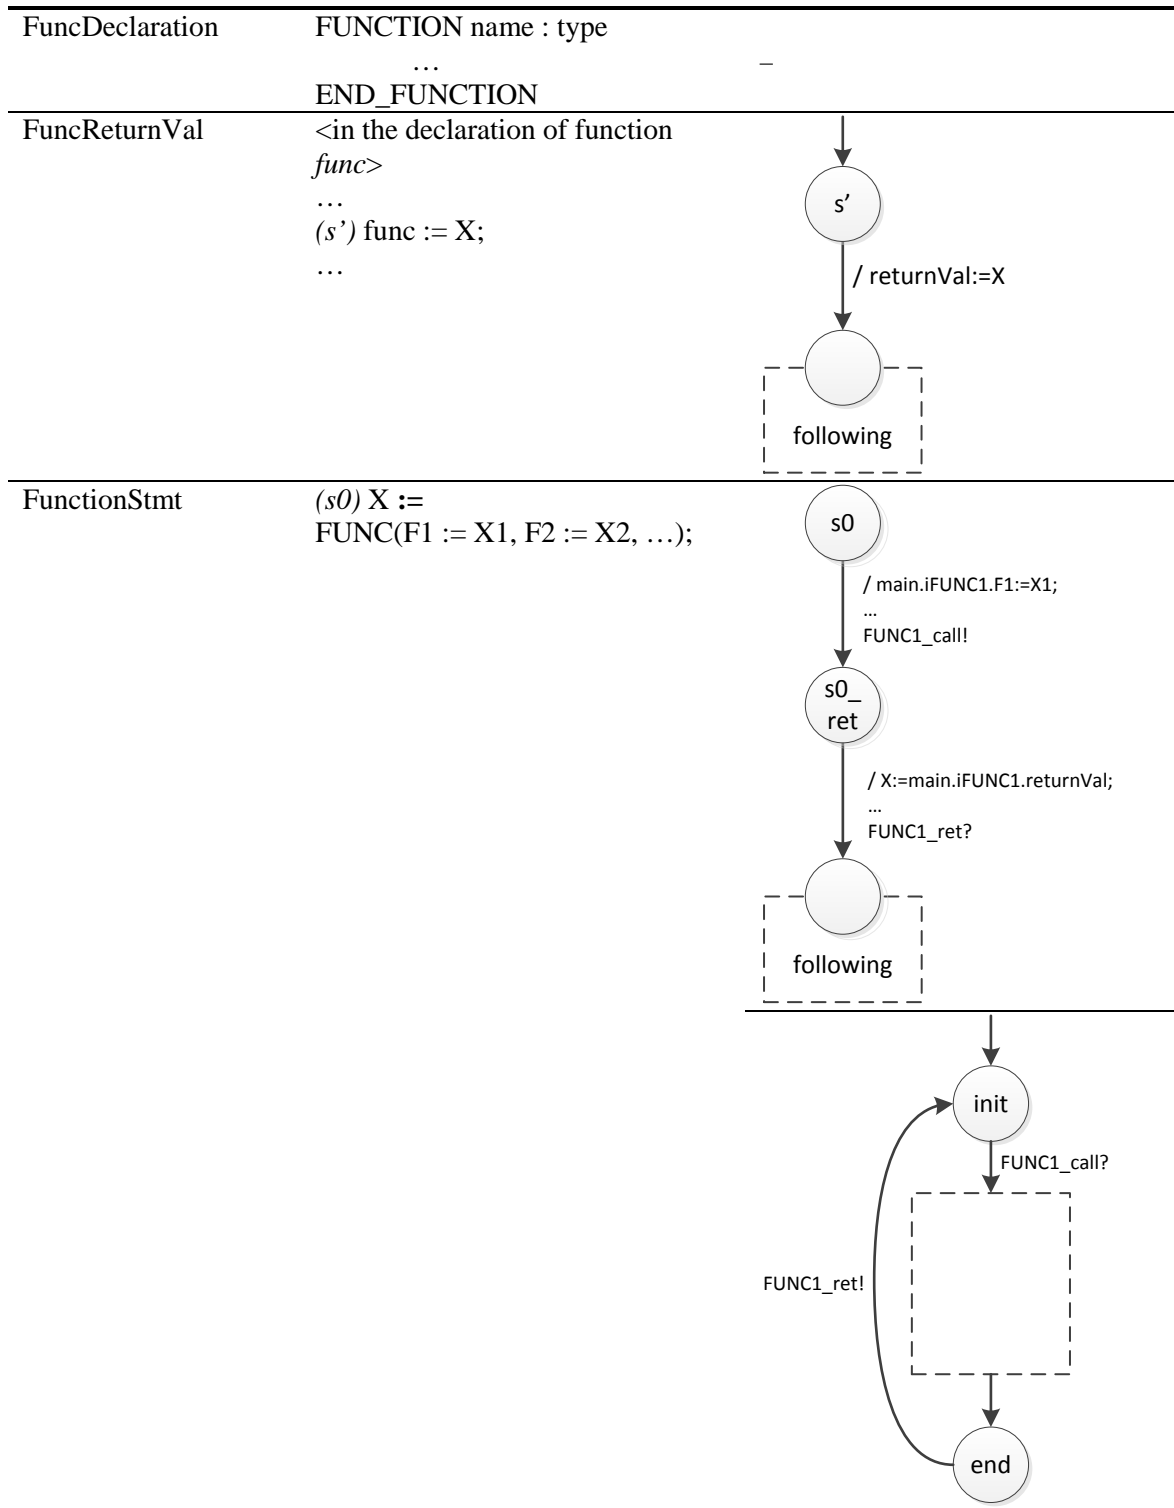 FuncDeclaration FUNCTION name : type
… –
END_FUNCTION
FuncReturnVal <in the declaration of function
func>
…
(s’) func := X;
…
s’
/ returnVal:=X
following
FunctionStmt (s0) X :=
FUNC(F1 := X1, F2 := X2, …);
s0
/ main.iFUNC1.F1:=X1;
...
FUNC1_call!
s0_
ret
/ X:=main.iFUNC1.returnVal;
...
FUNC1_ret?
following
init
FUNC1_call?
FUNC1_ret!
end